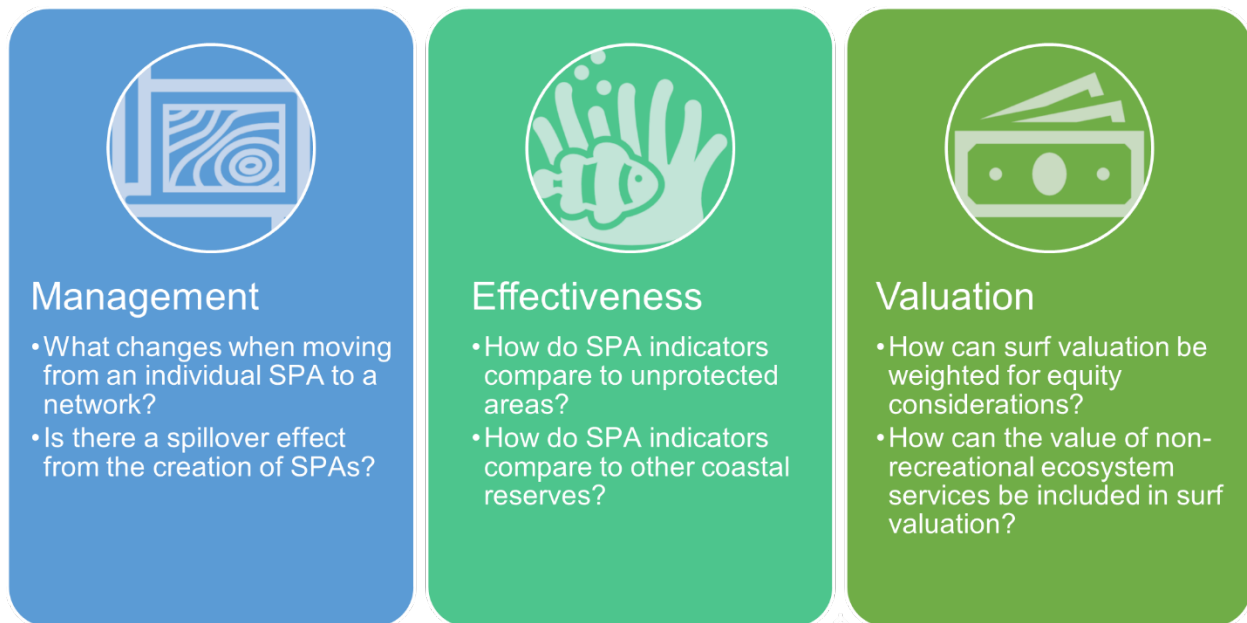 Management
•What changes when moving
from an individual SPA to a
network?
•Is there a spillover effect
from the creation of SPAs?
Effectiveness
•How do SPA indicators
compare to unprotected
areas?
•How do SPA indicators
compare to other coastal
reserves?
Valuation
•How can surf valuation be
weighted for equity
considerations?
•How can the value of non-
recreational ecosystem
services be included in surf
valuation?